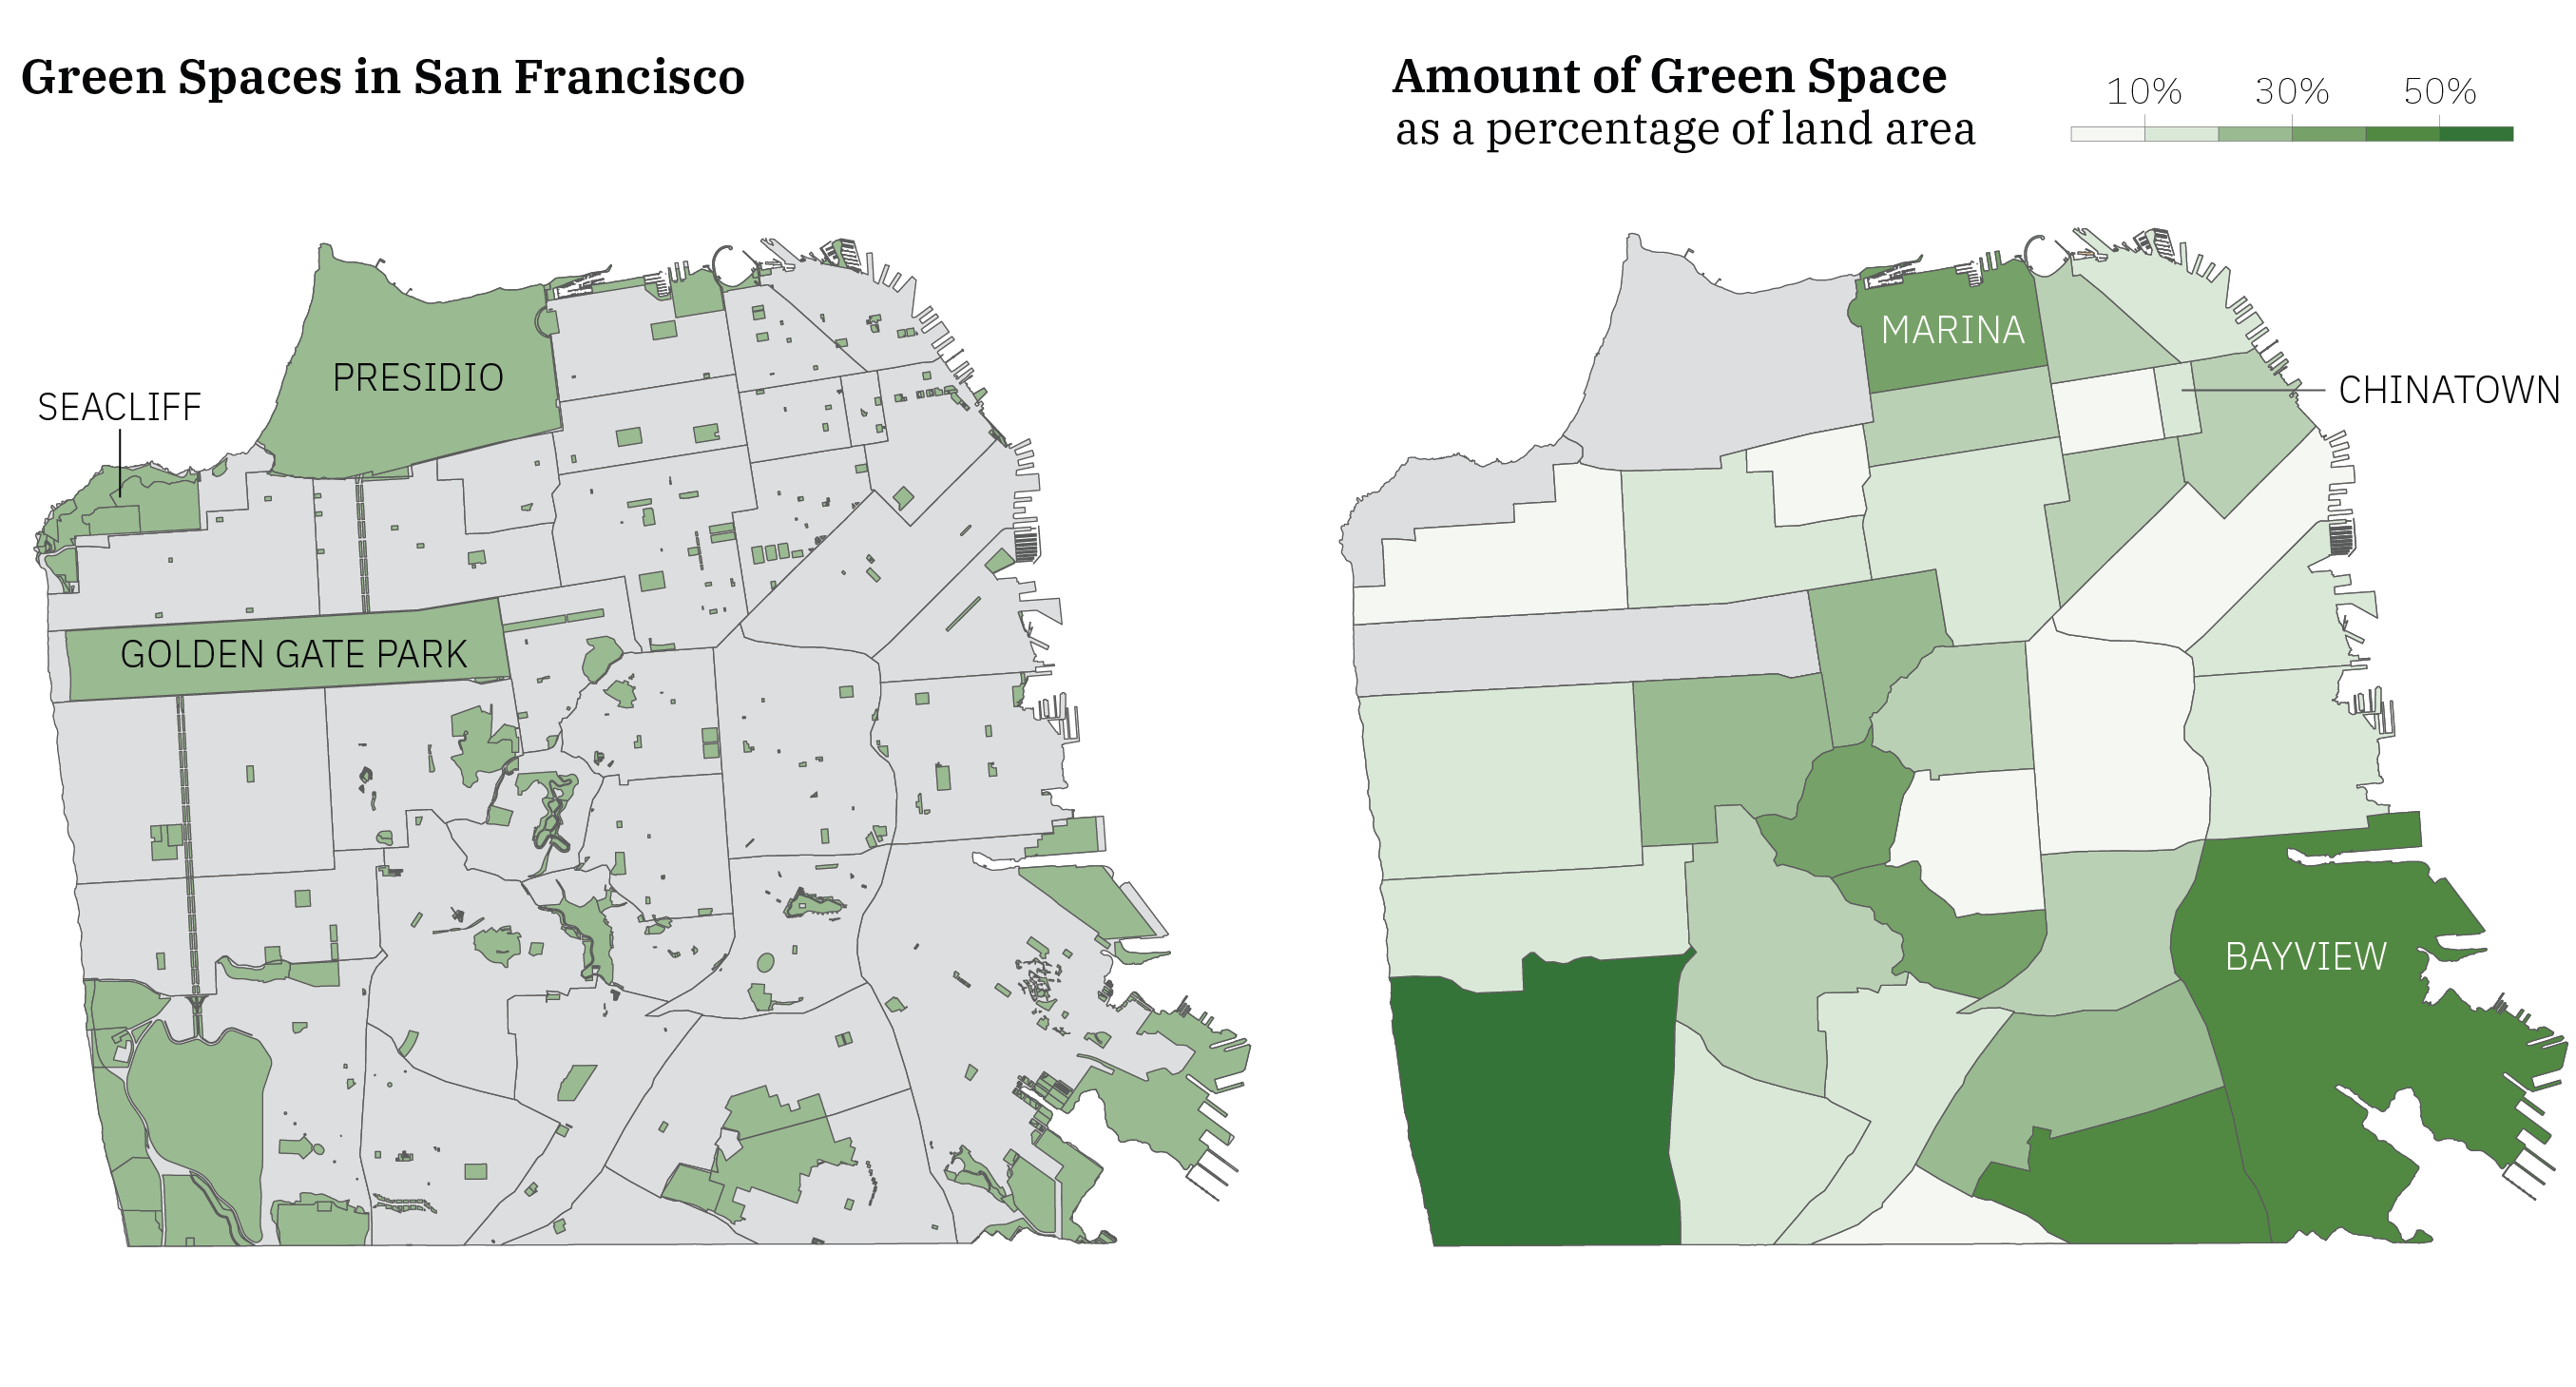 Green Spaces in San Francisco
SEACLIFF
PRESIDIO
GOLDEN GATE PARK
Amount of Green Space
as a percentage of land area
10% 30% 50%
MARINA
CHINATOWN
BAYVIEW